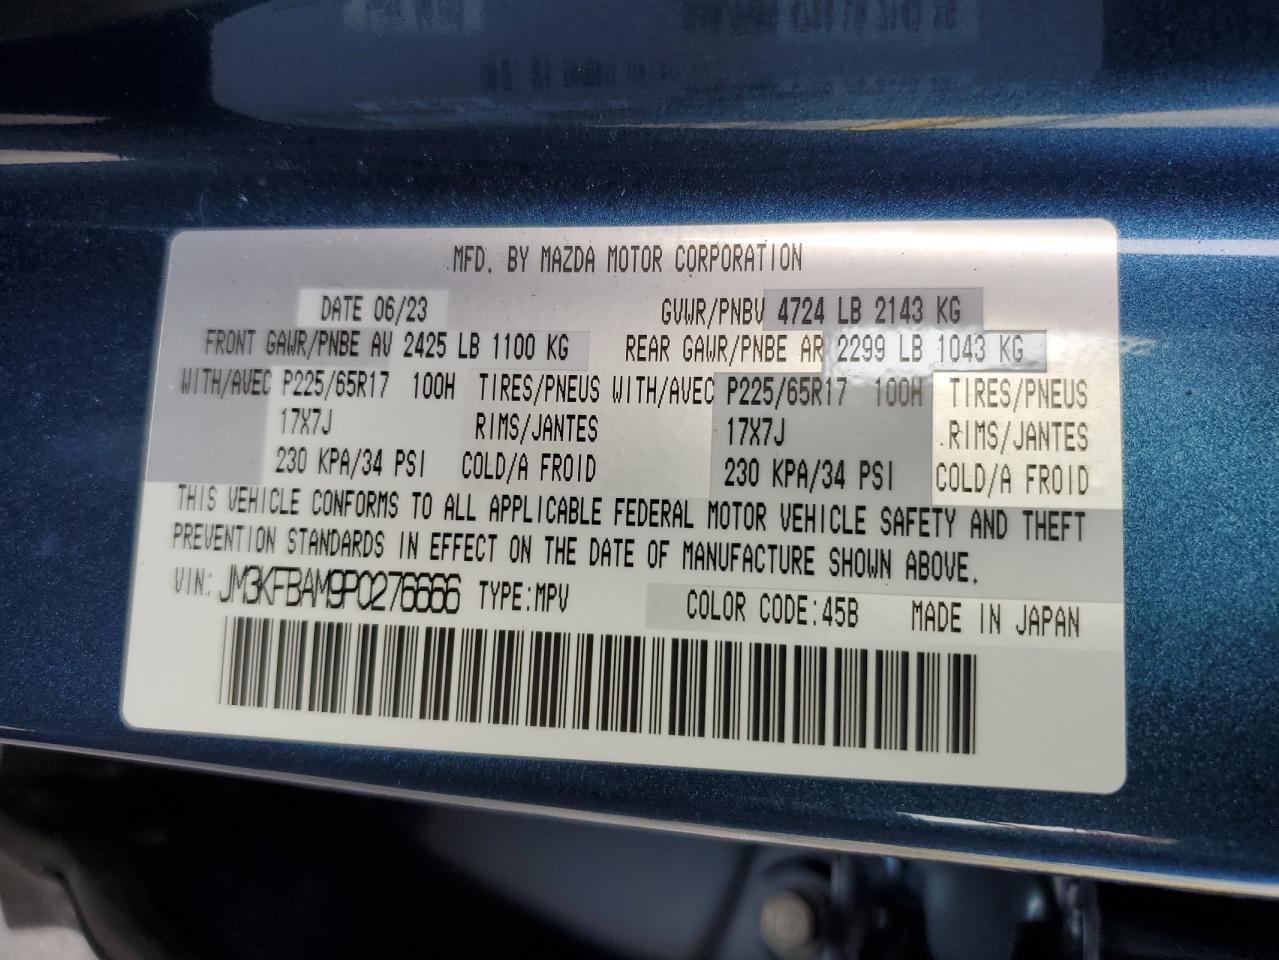 MFD. BY MAZDA MOTOR CORPORATION
DATE 06/23 GVWR/PNBV 4724 LB 2143 KG
FRONT GAWR/PNBE AV 2425 LB 1100 KG REAR GAWR/PNBE AR 2299 LB 1043 KG
WITH/AVEC P225/65R17 100H TIRES/PNEUS WITH/AVEC P225/65R17 100H TIRES/PNEUS
17X7J RIMS/JANTES 17X7J RIMS/JANTES
230 KPA/34 PSI COLD/A FROID 230 KPA/34 PSI COLD/A FROID
THIS VEHICLE CONFORMS TO ALL APPLICABLE FEDERAL MOTOR VEHICLE SAFETY AND THEFT
PREVENTION STANDARDS IN EFFECT ON THE DATE OF MANUFACTURE SHOWN ABOVE.
VIN: JM3KFBAM9P0276666 TYPE:MPV COLOR CODE:45B MADE IN JAPAN